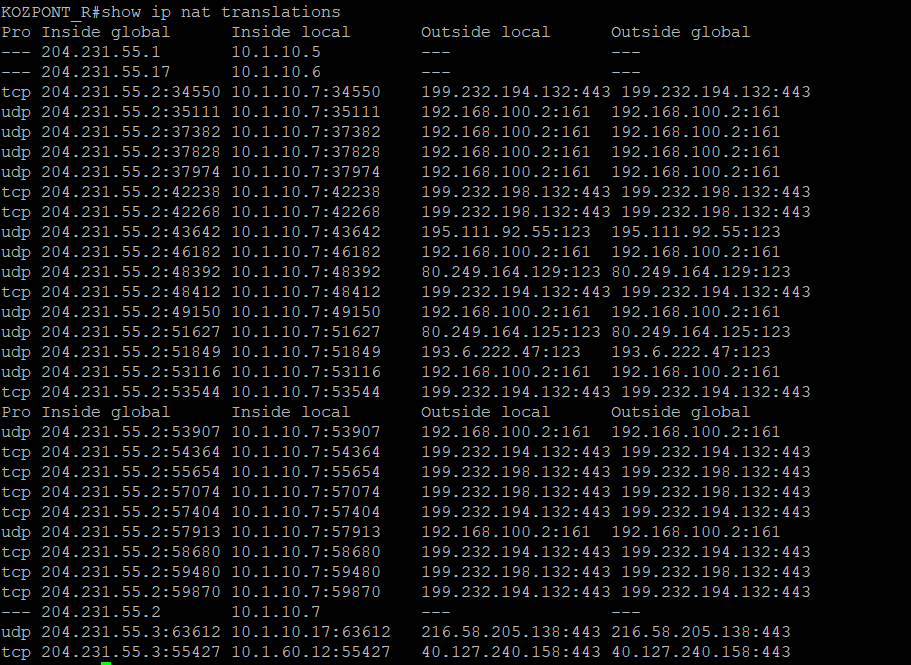 KOZPONT_R#show ip nat translations
Pro Inside global      Inside local       Outside local      Outside global
--- 204.231.55.1       10.1.10.5          ---                ---
--- 204.231.55.17      10.1.10.6          ---                ---
tcp 204.231.55.2:34550 10.1.10.7:34550    199.232.194.132:443 199.232.194.132:443
udp 204.231.55.2:35111 10.1.10.7:35111    192.168.100.2:161  192.168.100.2:161
udp 204.231.55.2:37382 10.1.10.7:37382    192.168.100.2:161  192.168.100.2:161
udp 204.231.55.2:37828 10.1.10.7:37828    192.168.100.2:161  192.168.100.2:161
udp 204.231.55.2:37974 10.1.10.7:37974    192.168.100.2:161  192.168.100.2:161
tcp 204.231.55.2:42238 10.1.10.7:42238    199.232.198.132:443 199.232.198.132:443
tcp 204.231.55.2:42268 10.1.10.7:42268    199.232.198.132:443 199.232.198.132:443
udp 204.231.55.2:43642 10.1.10.7:43642    195.111.92.55:123  195.111.92.55:123
udp 204.231.55.2:46182 10.1.10.7:46182    192.168.100.2:161  192.168.100.2:161
udp 204.231.55.2:48392 10.1.10.7:48392    80.249.164.129:123 80.249.164.129:123
tcp 204.231.55.2:48412 10.1.10.7:48412    199.232.194.132:443 199.232.194.132:443
udp 204.231.55.2:49150 10.1.10.7:49150    192.168.100.2:161  192.168.100.2:161
udp 204.231.55.2:51627 10.1.10.7:51627    80.249.164.125:123 80.249.164.125:123
udp 204.231.55.2:51849 10.1.10.7:51849    193.6.222.47:123   193.6.222.47:123
udp 204.231.55.2:53116 10.1.10.7:53116    192.168.100.2:161  192.168.100.2:161
tcp 204.231.55.2:53544 10.1.10.7:53544    199.232.194.132:443 199.232.194.132:443
Pro Inside global      Inside local       Outside local      Outside global
udp 204.231.55.2:53907 10.1.10.7:53907    192.168.100.2:161  192.168.100.2:161
tcp 204.231.55.2:54364 10.1.10.7:54364    199.232.194.132:443 199.232.194.132:443
tcp 204.231.55.2:55654 10.1.10.7:55654    199.232.198.132:443 199.232.198.132:443
tcp 204.231.55.2:57074 10.1.10.7:57074    199.232.198.132:443 199.232.198.132:443
tcp 204.231.55.2:57404 10.1.10.7:57404    199.232.194.132:443 199.232.194.132:443
udp 204.231.55.2:57913 10.1.10.7:57913    192.168.100.2:161  192.168.100.2:161
tcp 204.231.55.2:58680 10.1.10.7:58680    199.232.194.132:443 199.232.194.132:443
tcp 204.231.55.2:59480 10.1.10.7:59480    199.232.194.132:443 199.232.194.132:443
tcp 204.231.55.2:59870 10.1.10.7:59870    199.232.194.132:443 199.232.194.132:443
--- 204.231.55.2       10.1.10.7          ---                ---
udp 204.231.55.3:63612 10.1.10.17:63612   216.58.205.138:443 216.58.205.138:443
tcp 204.231.55.3:55427 10.1.60.12:55427   40.127.240.158:443 40.127.240.158:443